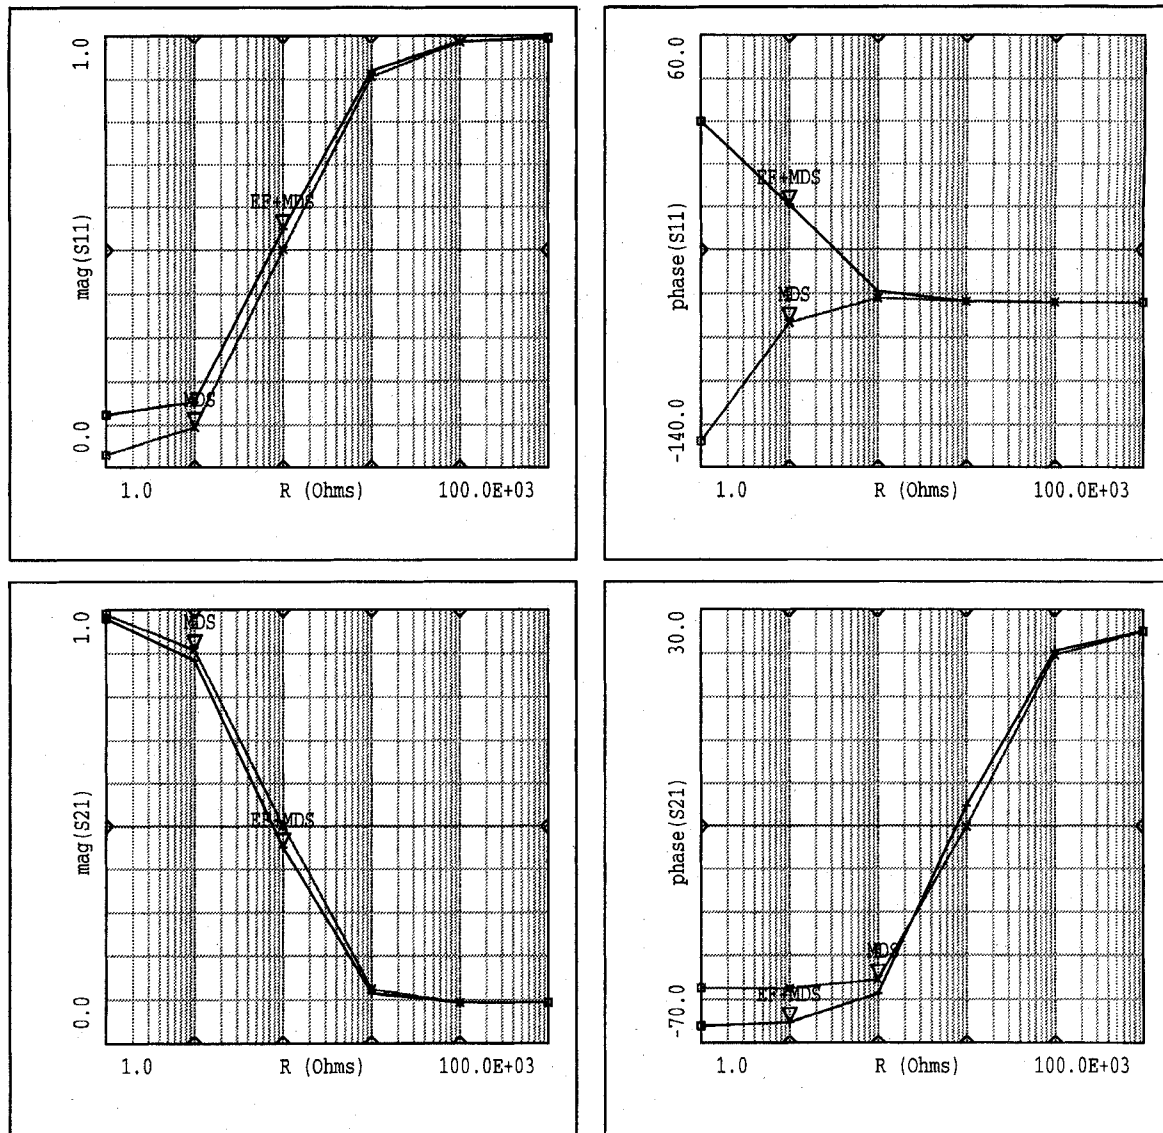 1.0
mag(S11)
0.0
EF+MDS
MDS
1.0 R (Ohms) 100.0E+03
60.0
phase(S11)
-140.0
EF+MDS
MDS
1.0 R (Ohms) 100.0E+03
1.0
mag(S21)
0.0
MDS
EF+MDS
1.0 R (Ohms) 100.0E+03
30.0
phase(S21)
-70.0
MDS
EF+MDS
1.0 R (Ohms) 100.0E+03